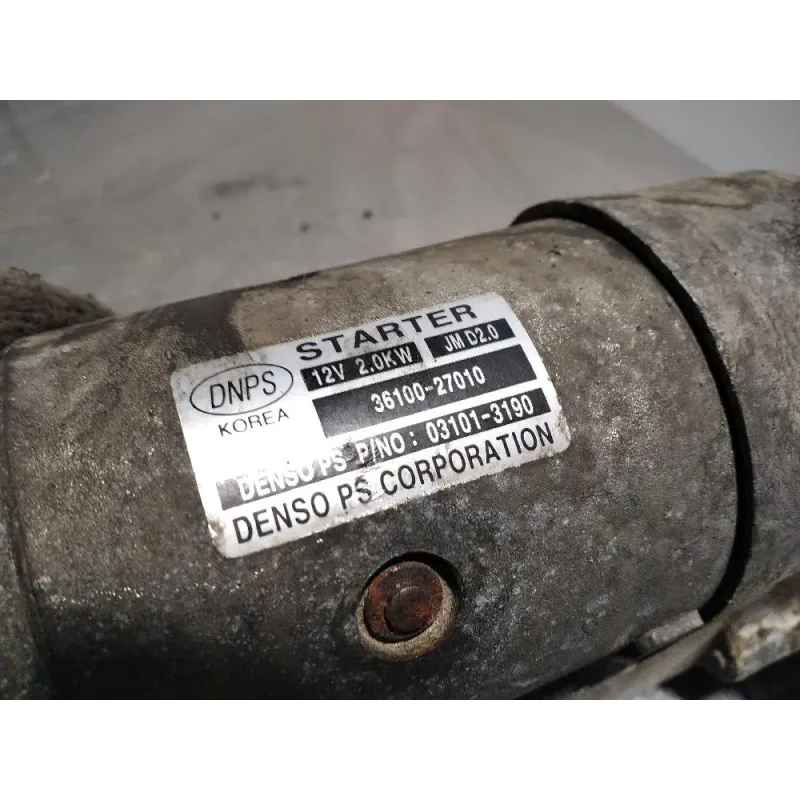 STARTER
DNPS
KOREA
12V 2.0KW JM D2.0
36100-27010
DENSO PS P/NO : 03101-3190
DENSO PS CORPORATION